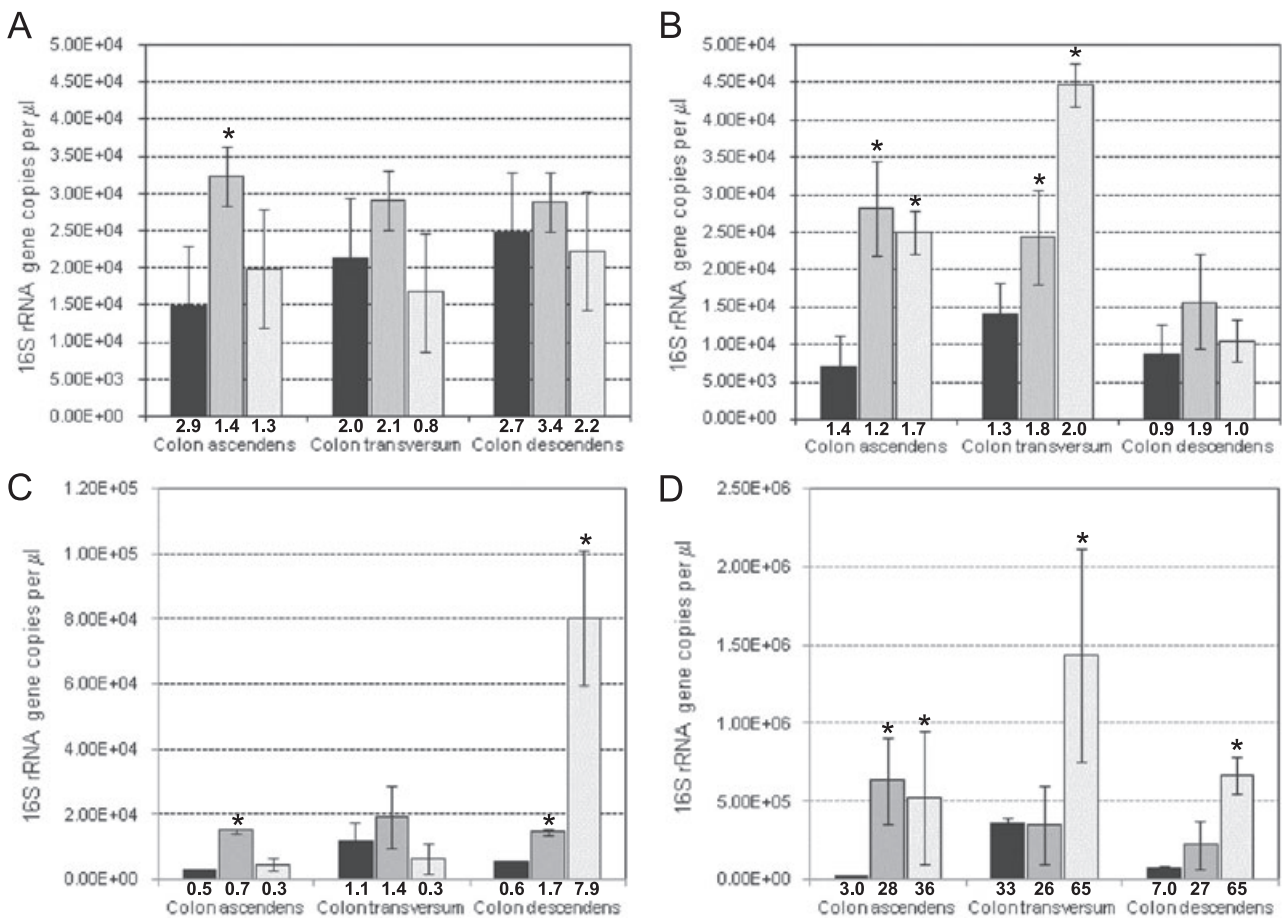 A
16S rRNA gene copies per µl
5.00E+04
4.50E+04
4.00E+04
3.50E+04
3.00E+04
2.50E+04
2.00E+04
1.50E+04
1.00E+04
5.00E+03
0.00E+00
*
2.9 1.4 1.3 2.0 2.1 0.8 2.7 3.4 2.2
Colon ascendens Colon transversum Colon descendens
B
16S rRNA gene copies per µl
5.00E+04
4.50E+04
4.00E+04
3.50E+04
3.00E+04
2.50E+04
2.00E+04
1.50E+04
1.00E+04
5.00E+03
0.00E+00
* * * *
1.4 1.2 1.7 1.3 1.8 2.0 0.9 1.9 1.0
Colon ascendens Colon transversum Colon descendens
C
16S rRNA gene copies per µl
1.20E+05
1.00E+05
8.00E+04
6.00E+04
4.00E+04
2.00E+04
0.00E+00
* * *
0.5 0.7 0.3 1.1 1.4 0.3 0.6 1.7 7.9
Colon ascendens Colon transversum Colon descendens
D
16S rRNA gene copies per µl
2.50E+06
2.00E+06
1.50E+06
1.00E+06
5.00E+05
0.00E+00
* * * *
3.0 28 36 33 26 65 7.0 27 65
Colon ascendens Colon transversum Colon descendens